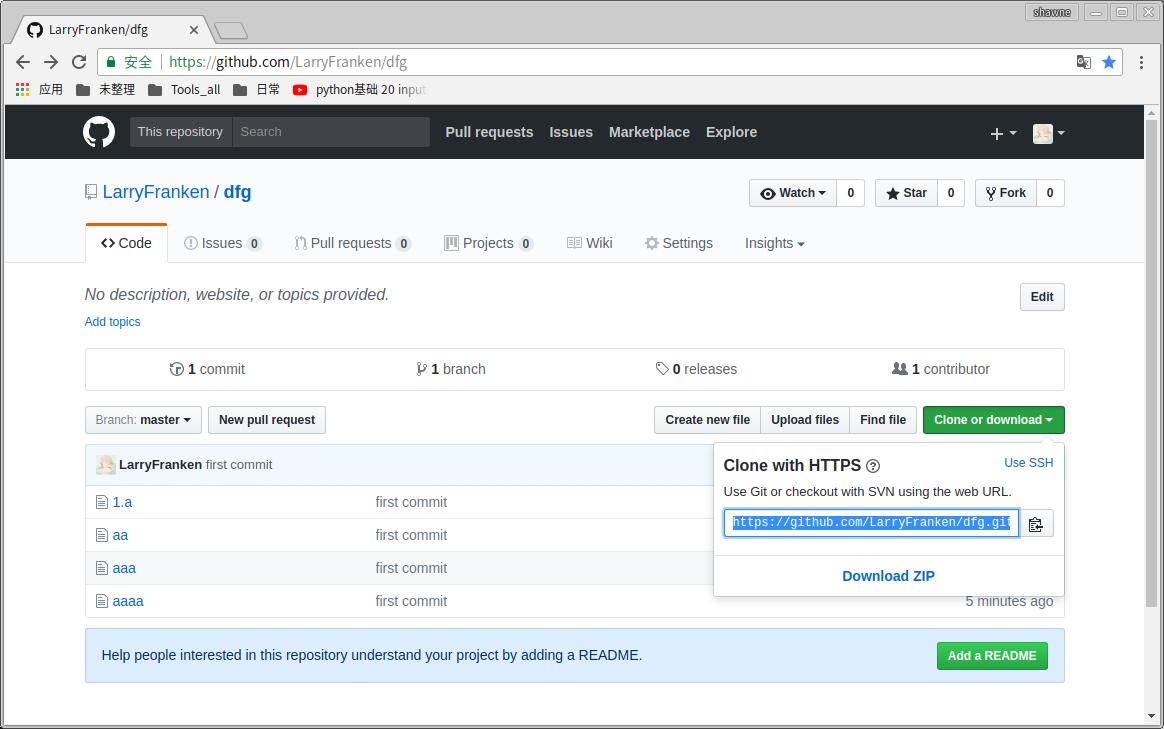 shawne
LarryFranken/dfg
安全 https://github.com/LarryFranken/dfg
应用 未整理 Tools_all 日常 python基础 20 input
This repository Search Pull requests Issues Marketplace Explore
LarryFranken / dfg Watch 0 Star 0 Fork 0
Code Issues 0 Pull requests 0 Projects 0 Wiki Settings Insights
No description, website, or topics provided. Edit
Add topics
1 commit 1 branch 0 releases 1 contributor
Branch: master New pull request Create new file Upload files Find file Clone or download
LarryFranken first commit
Clone with HTTPS Use SSH
Use Git or checkout with SVN using the web URL.
https://github.com/LarryFranken/dfg.git
Download ZIP
1.a first commit
aa first commit
aaa first commit
aaaa first commit 5 minutes ago
Help people interested in this repository understand your project by adding a README. Add a README